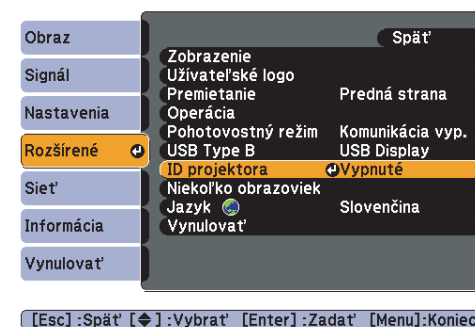 Obraz
Signál
Nastavenia
Rozšírené
Sieť
Informácia
Vynulovať
Späť
Zobrazenie
Užívateľské logo
Premietanie Predná strana
Operácia
Pohotovostný režim Komunikácia vyp.
USB Type B USB Display
ID projektora Vypnuté
Niekoľko obrazoviek
Jazyk Slovenčina
Vynulovať
[Esc] :Späť [ ] :Vybrať [Enter] :Zadať [Menu]:Koniec